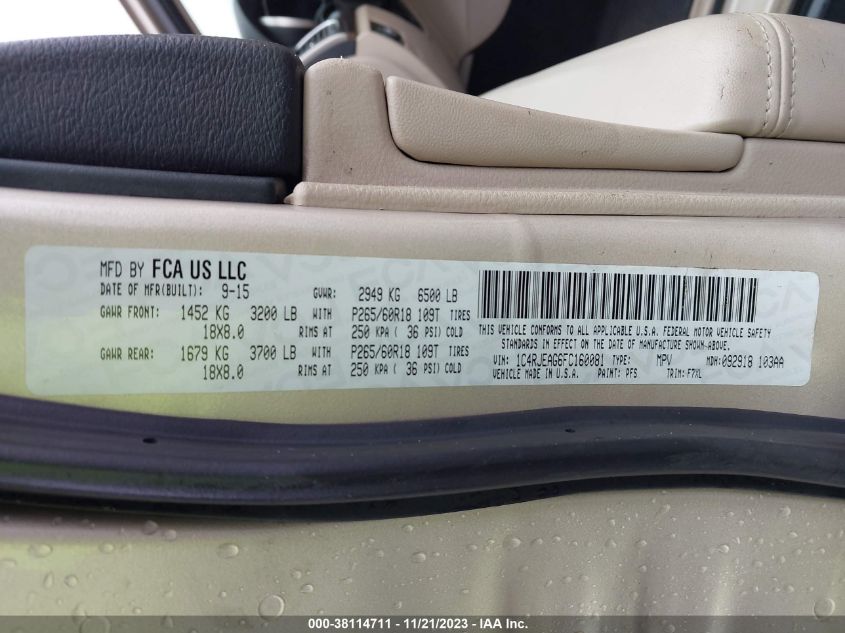 MFD BY FCA US LLC
DATE OF MFR(BUILT): 9-15 GVWR: 2949 KG 6500 LB
GAWR FRONT: 1452 KG 3200 LB WITH P265/60R18 109T TIRES
18X8.0 RIMS AT 250 KPA ( 36 PSI) COLD
GAWR REAR: 1679 KG 3700 LB WITH P265/60R18 109T TIRES
18X8.0 RIMS AT 250 KPA ( 36 PSI) COLD
THIS VEHICLE CONFORMS TO ALL APPLICABLE U.S.A. FEDERAL MOTOR VEHICLE SAFETY
STANDARDS IN EFFECT ON THE DATE OF MANUFACTURE SHOWN ABOVE.
VIN: 1C4RJEAG6FC160081 TYPE: MPV MDH:092918 103AA
VEHICLE MADE IN U.S.A. PAINT: PFS TRIM:F7XL
000-38114711 - 11/21/2023 - IAA Inc.